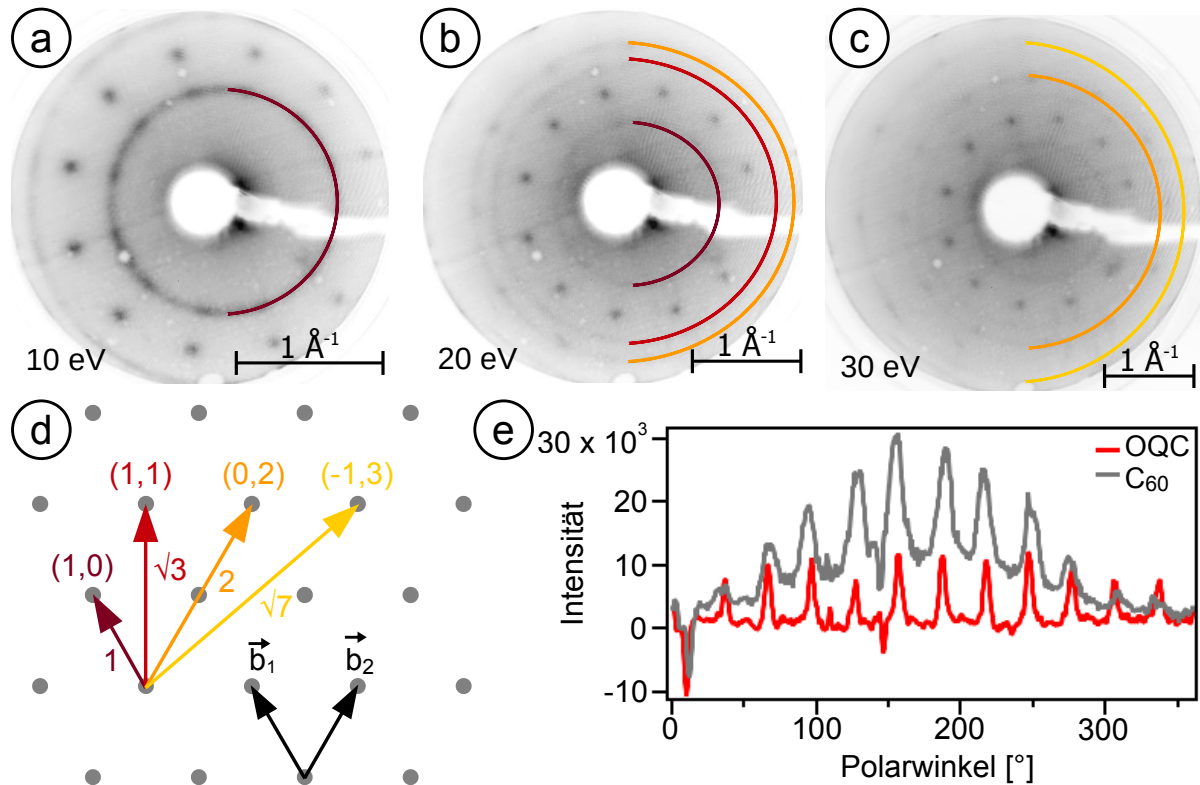 a
10 eV
1 Å⁻¹
b
20 eV
1 Å⁻¹
c
30 eV
1 Å⁻¹
d
(1,1)
(0,2)
(-1,3)
(1,0)
√3
2
√7
1
b₁
b₂
e
30 x 10³
20
10
0
-10
Intensität
OQC
C₆₀
0
100
200
300
Polarwinkel [°]